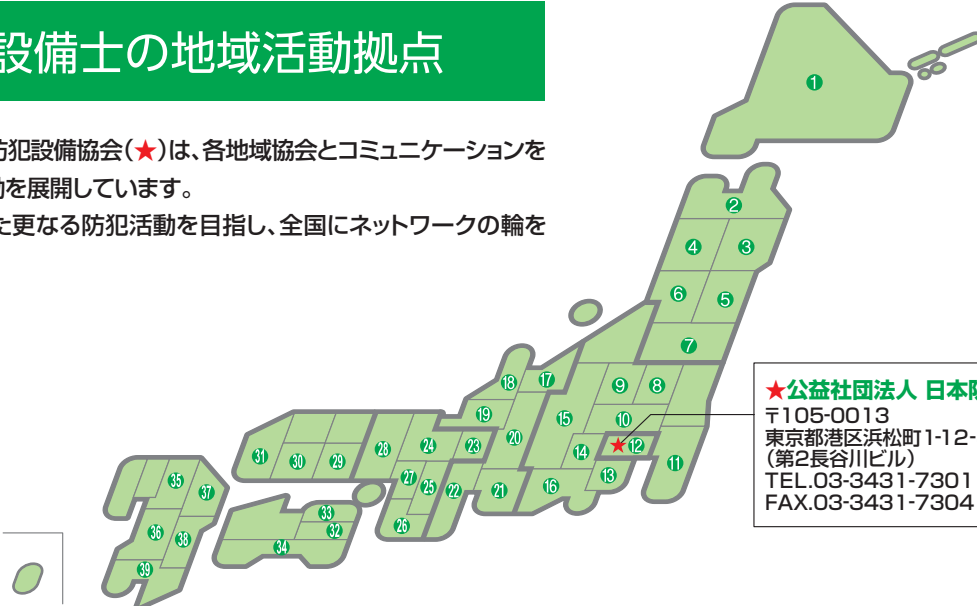 設備士の地域活動拠点
防犯設備協会(★)は、各地域協会とコミュニケーションを
動を展開しています。
た更なる防犯活動を目指し、全国にネットワークの輪を
1
2
4 3
6 5
7
18 17 9 8
19 15 10
20
31 30 29 28 24 23 14 ★12 11
27 25 22 21 16 13
26
35 37
33
36 38 32
34
39
★公益社団法人 日本防
〒105-0013
東京都港区浜松町1-12-
(第2長谷川ビル)
TEL.03-3431-7301
FAX.03-3431-7304